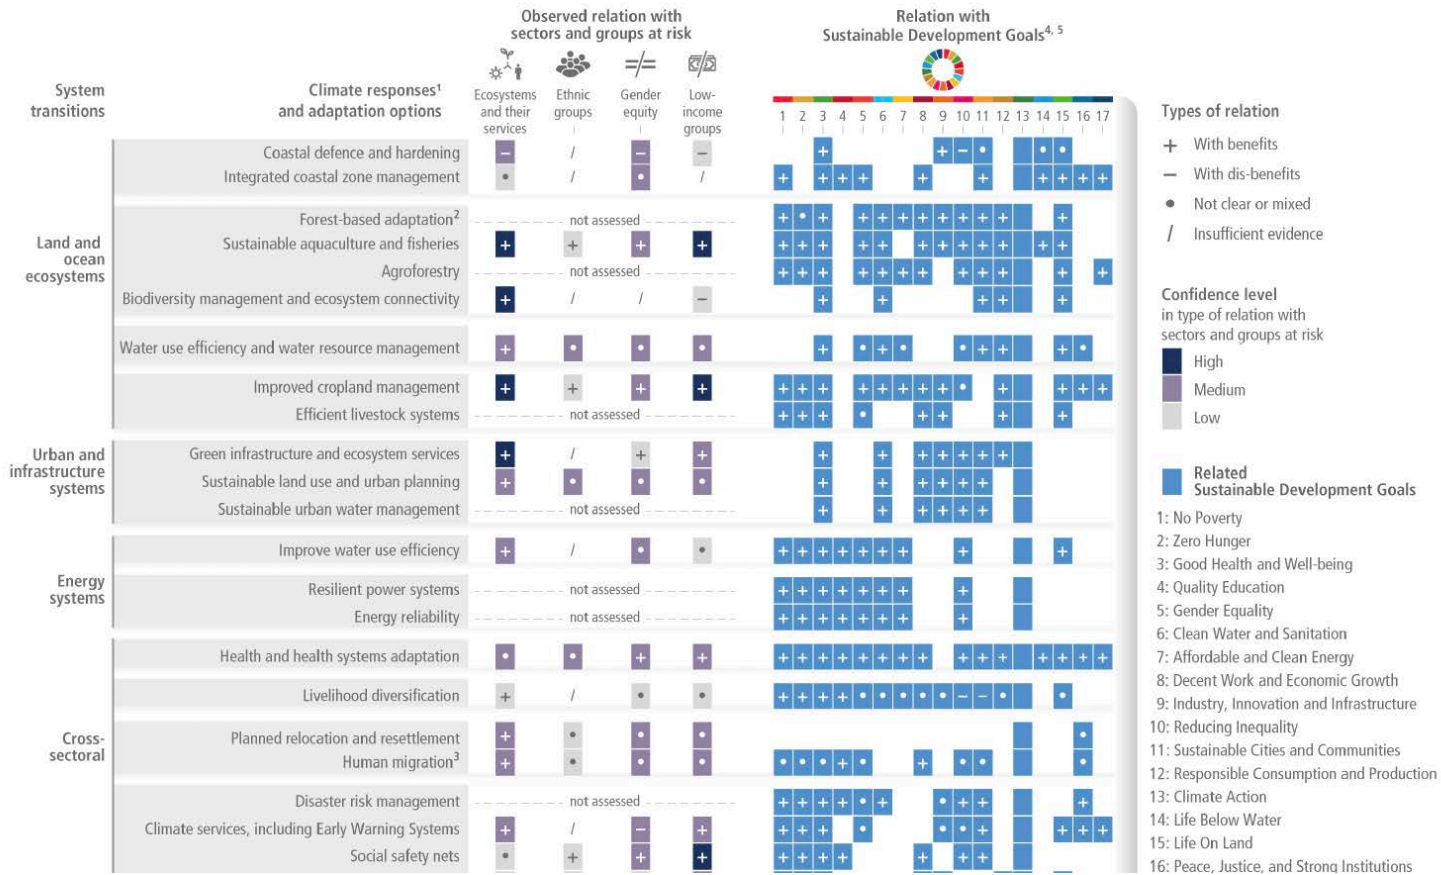 Observed relation with
sectors and groups at risk
Relation with
Sustainable Development Goals4, 5
System
transitions
Climate responses1
and adaptation options
Ecosystems
and their
services
Ethnic
groups
Gender
equity
Low-
income
groups
1 2 3 4 5 6 7 8 9 10 11 12 13 14 15 16 17
Land and
ocean
ecosystems
Coastal defence and hardening – / – – + + – • • •
Integrated coastal zone management • / • / + + + + + + + + + +
Forest-based adaptation2 not assessed + • + + + + + + + + + +
Sustainable aquaculture and fisheries + + + + + + + + + + + + + + + +
Agroforestry not assessed + + + + + + + + + + + +
Biodiversity management and ecosystem connectivity + / / – + + + + +
Water use efficiency and water resource management + • • • + • + • • + + + •
Improved cropland management + + + + + + + + + + + + • + + + +
Efficient livestock systems not assessed + + + • + + + +
Urban and
infrastructure
systems
Green infrastructure and ecosystem services + / + + + + + + + + +
Sustainable land use and urban planning + • • • + + + + + +
Sustainable urban water management not assessed + + + + + +
Energy
systems
Improve water use efficiency + / • • + + + + + + + + +
Resilient power systems not assessed + + + + + + + +
Energy reliability not assessed + + + + + + + +
Cross-
sectoral
Health and health systems adaptation • • + + + + + + + + + + + + + + + + +
Livelihood diversification + / • • + + + + • • • • • – – • •
Planned relocation and resettlement + • • • •
Human migration3 + • • • • • • + • + • • •
Disaster risk management not assessed + + + + • + • + + +
Climate services, including Early Warning Systems + / – + + + + • • • + + + +
Social safety nets • + + + + + + + + + +
Types of relation
+ With benefits
– With dis-benefits
• Not clear or mixed
/ Insufficient evidence
Confidence level
in type of relation with
sectors and groups at risk
High
Medium
Low
Related
Sustainable Development Goals
1: No Poverty
2: Zero Hunger
3: Good Health and Well-being
4: Quality Education
5: Gender Equality
6: Clean Water and Sanitation
7: Affordable and Clean Energy
8: Decent Work and Economic Growth
9: Industry, Innovation and Infrastructure
10: Reducing Inequality
11: Sustainable Cities and Communities
12: Responsible Consumption and Production
13: Climate Action
14: Life Below Water
15: Life On Land
16: Peace, Justice, and Strong Institutions